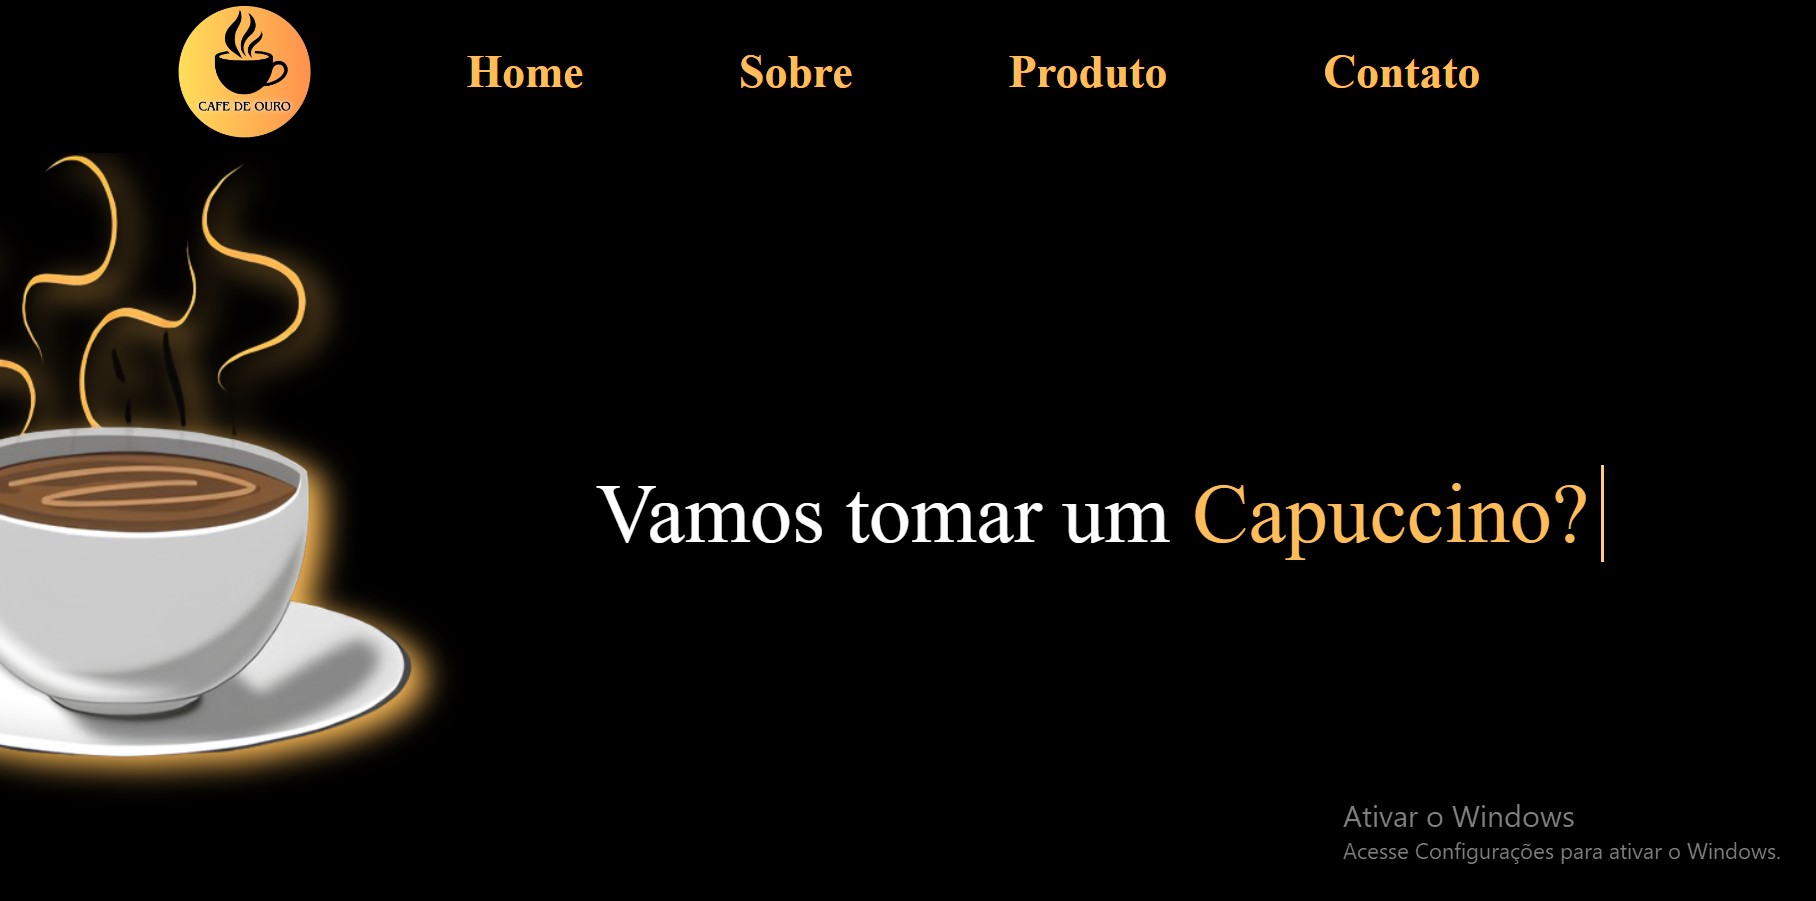 CAFE DE OURO
Home Sobre Produto Contato
Vamos tomar um Capuccino?
Ativar o Windows
Acesse Configurações para ativar o Windows.